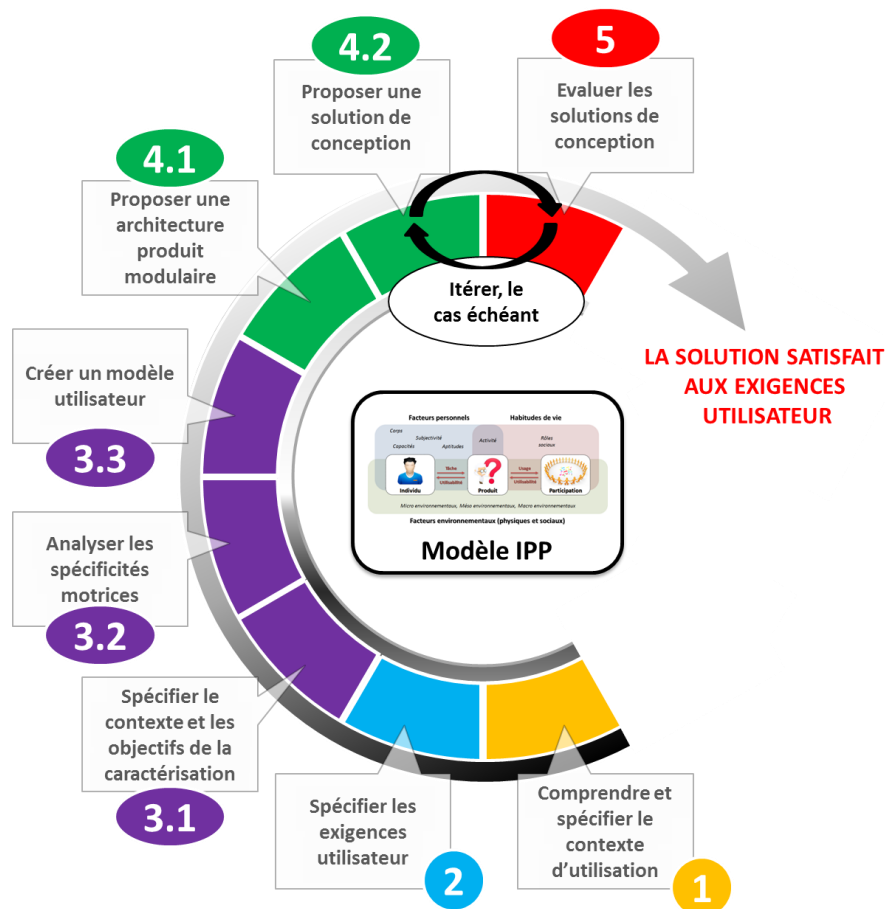 4.2
Proposer une
solution de
conception
5
Evaluer les
solutions de
conception
4.1
Proposer une
architecture
produit
modulaire
Itérer, le
cas échéant
LA SOLUTION SATISFAIT
AUX EXIGENCES
UTILISATEUR
Créer un modèle
utilisateur
3.3
Facteurs personnels
Habitudes de vie
Corps
Subjectivité
Capacités
Aptitudes
Activité
Rôles
sociaux
Tâche
Utilisabilité
Usage
Utilisabilité
Individu
Produit
Participation
Micro environnementaux, Méso environnementaux, Macro environnementaux
Facteurs environnementaux (physiques et sociaux)
Modèle IPP
Analyser les
spécificités
motrices
3.2
Spécifier le
contexte et les
objectifs de la
caractérisation
3.1
Spécifier les
exigences
utilisateur
2
Comprendre et
spécifier le
contexte
d’utilisation
1